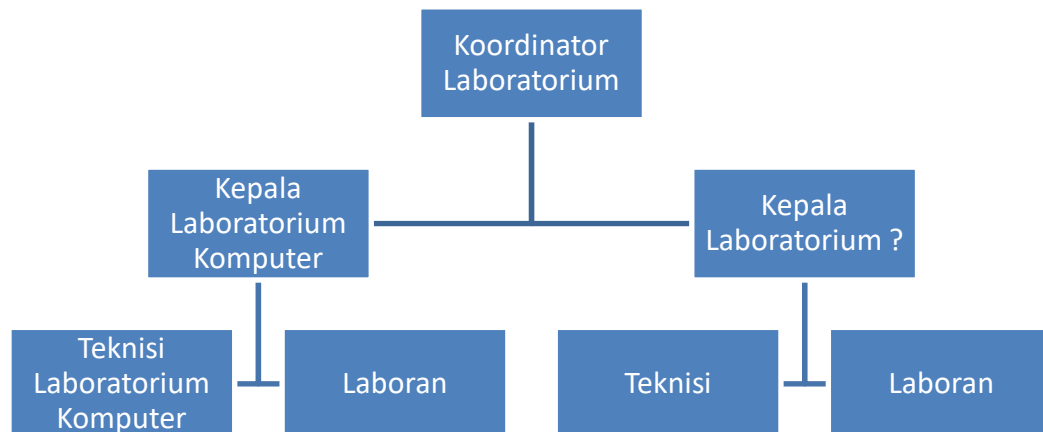 Koordinator
Laboratorium
Kepala
Laboratorium
Komputer
Kepala
Laboratorium ?
Teknisi
Laboratorium
Komputer
Laboran
Teknisi
Laboran